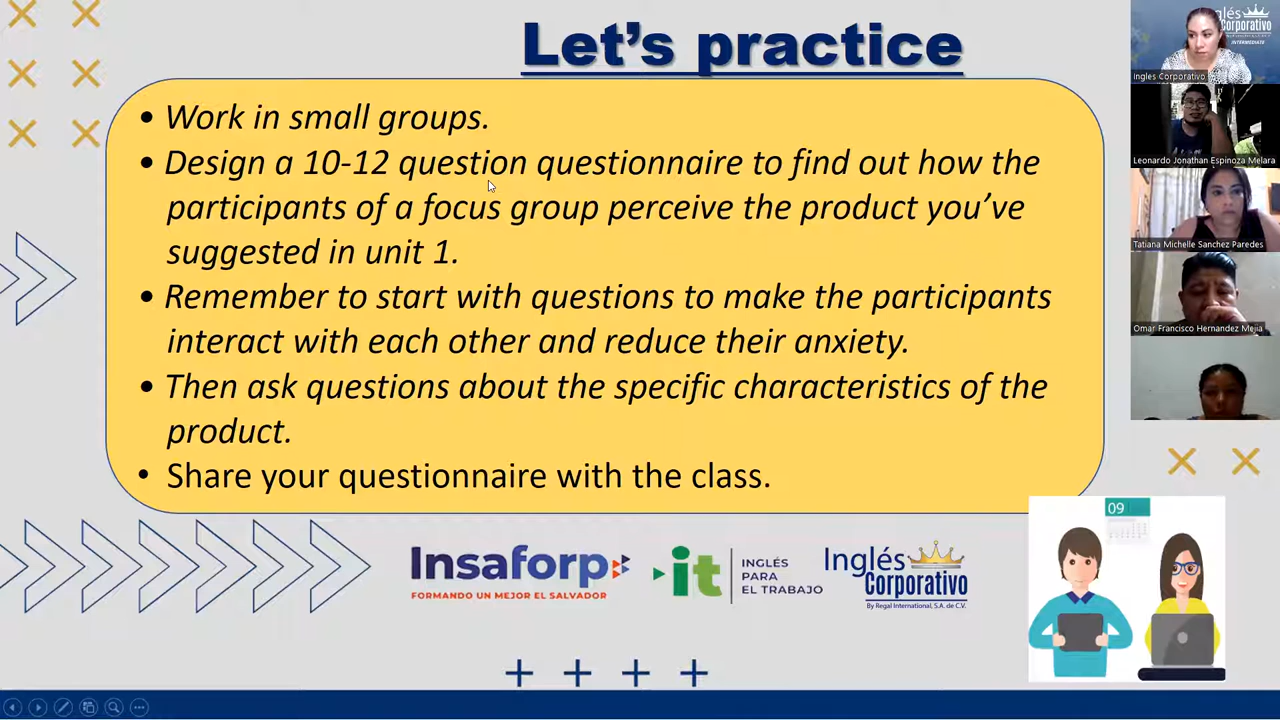 Let's practice
• Work in small groups.
• Design a 10-12 question questionnaire to find out how the
participants of a focus group perceive the product you've
suggested in unit 1.
• Remember to start with questions to make the participants
interact with each other and reduce their anxiety.
• Then ask questions about the specific characteristics of the
product.
• Share your questionnaire with the class.
Insaforp
FORMANDO UN MEJOR EL SALVADOR
it
INGLÉS
PARA
EL TRABAJO
Inglés
Corporativo
By Regal International, S.A. de C.V.
09
glés
Corporativo
INTERMEDIATE
Ingles Corporativo
Leonardo Jonathan Espinoza Melara
Tatiana Michelle Sanchez Paredes
Omar Francisco Hernandez Mejia